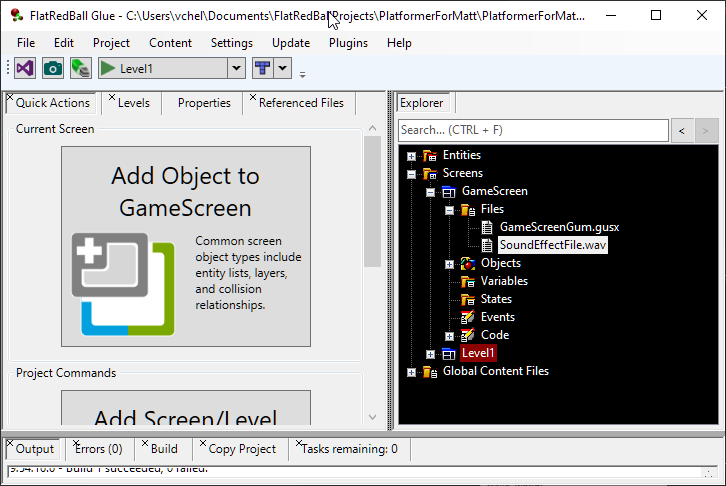 FlatRedBall Glue - C:\Users\vchel\Documents\FlatRedBallProjects\PlatformerForMatt\PlatformerForMat...
File Edit Project Content Settings Update Plugins Help
Level1
Quick Actions Levels Properties Referenced Files
Explorer
Current Screen
Search... (CTRL + F) < >
Add Object to
GameScreen
Common screen
object types include
entity lists, layers,
and collision
relationships.
Entities
Screens
GameScreen
Files
GameScreenGum.gusx
SoundEffectFile.wav
Objects
Variables
States
Events
Code
Level1
Global Content Files
Project Commands
Add Screen/Level
Output Errors (0) Build Copy Project Tasks remaining: 0
Build 1 succeeded, 0 failed.